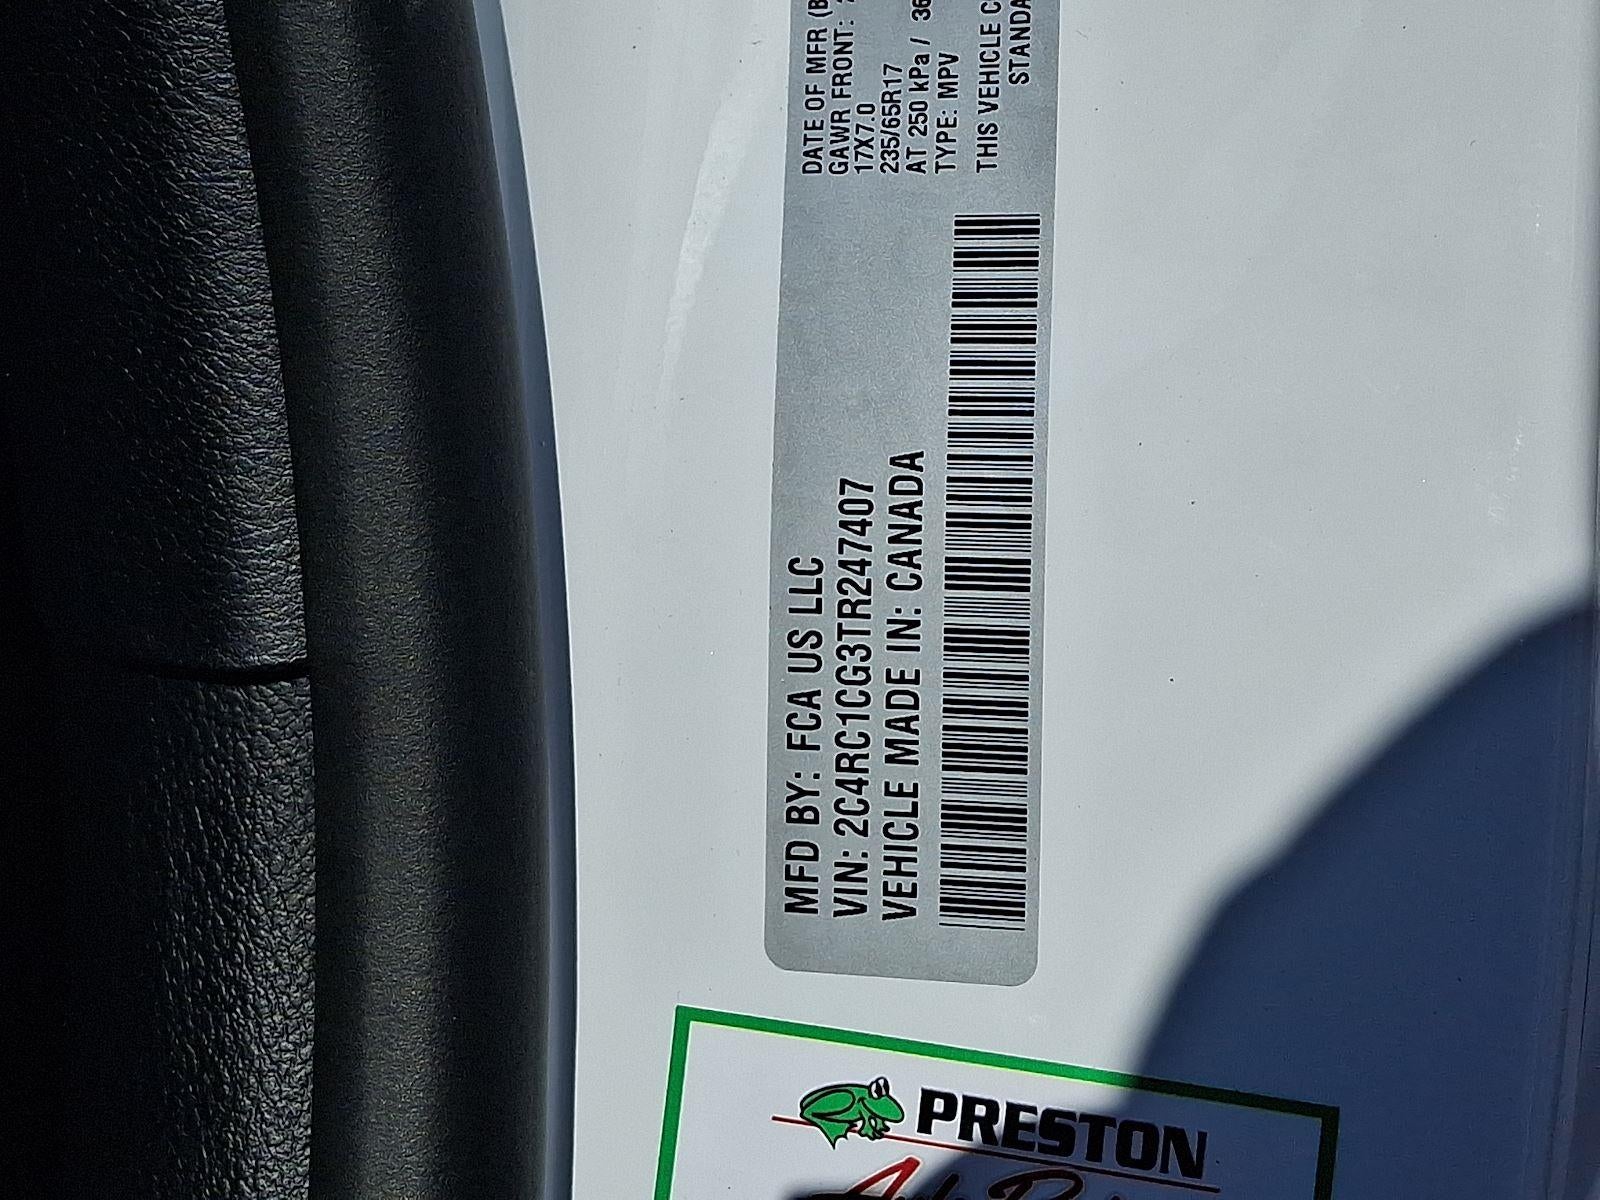 MFD BY: FCA US LLC
VIN: 2C4RC1CG3TR247407
VEHICLE MADE IN: CANADA
DATE OF MFR
GAWR FRONT:
17X7.0
235/65R17
AT 250 kPa / 36
TYPE: MPV
THIS VEHICLE
PRESTON